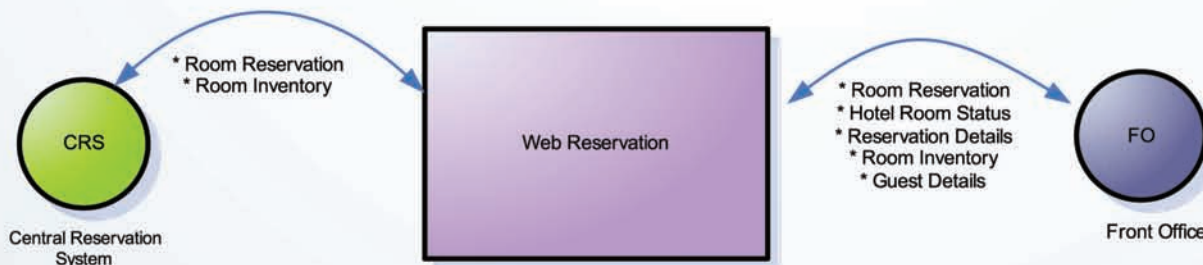 * Room Reservation
* Room Inventory
CRS
Central Reservation
System
Web Reservation
* Room Reservation
* Hotel Room Status
* Reservation Details
* Room Inventory
* Guest Details
FO
Front Office